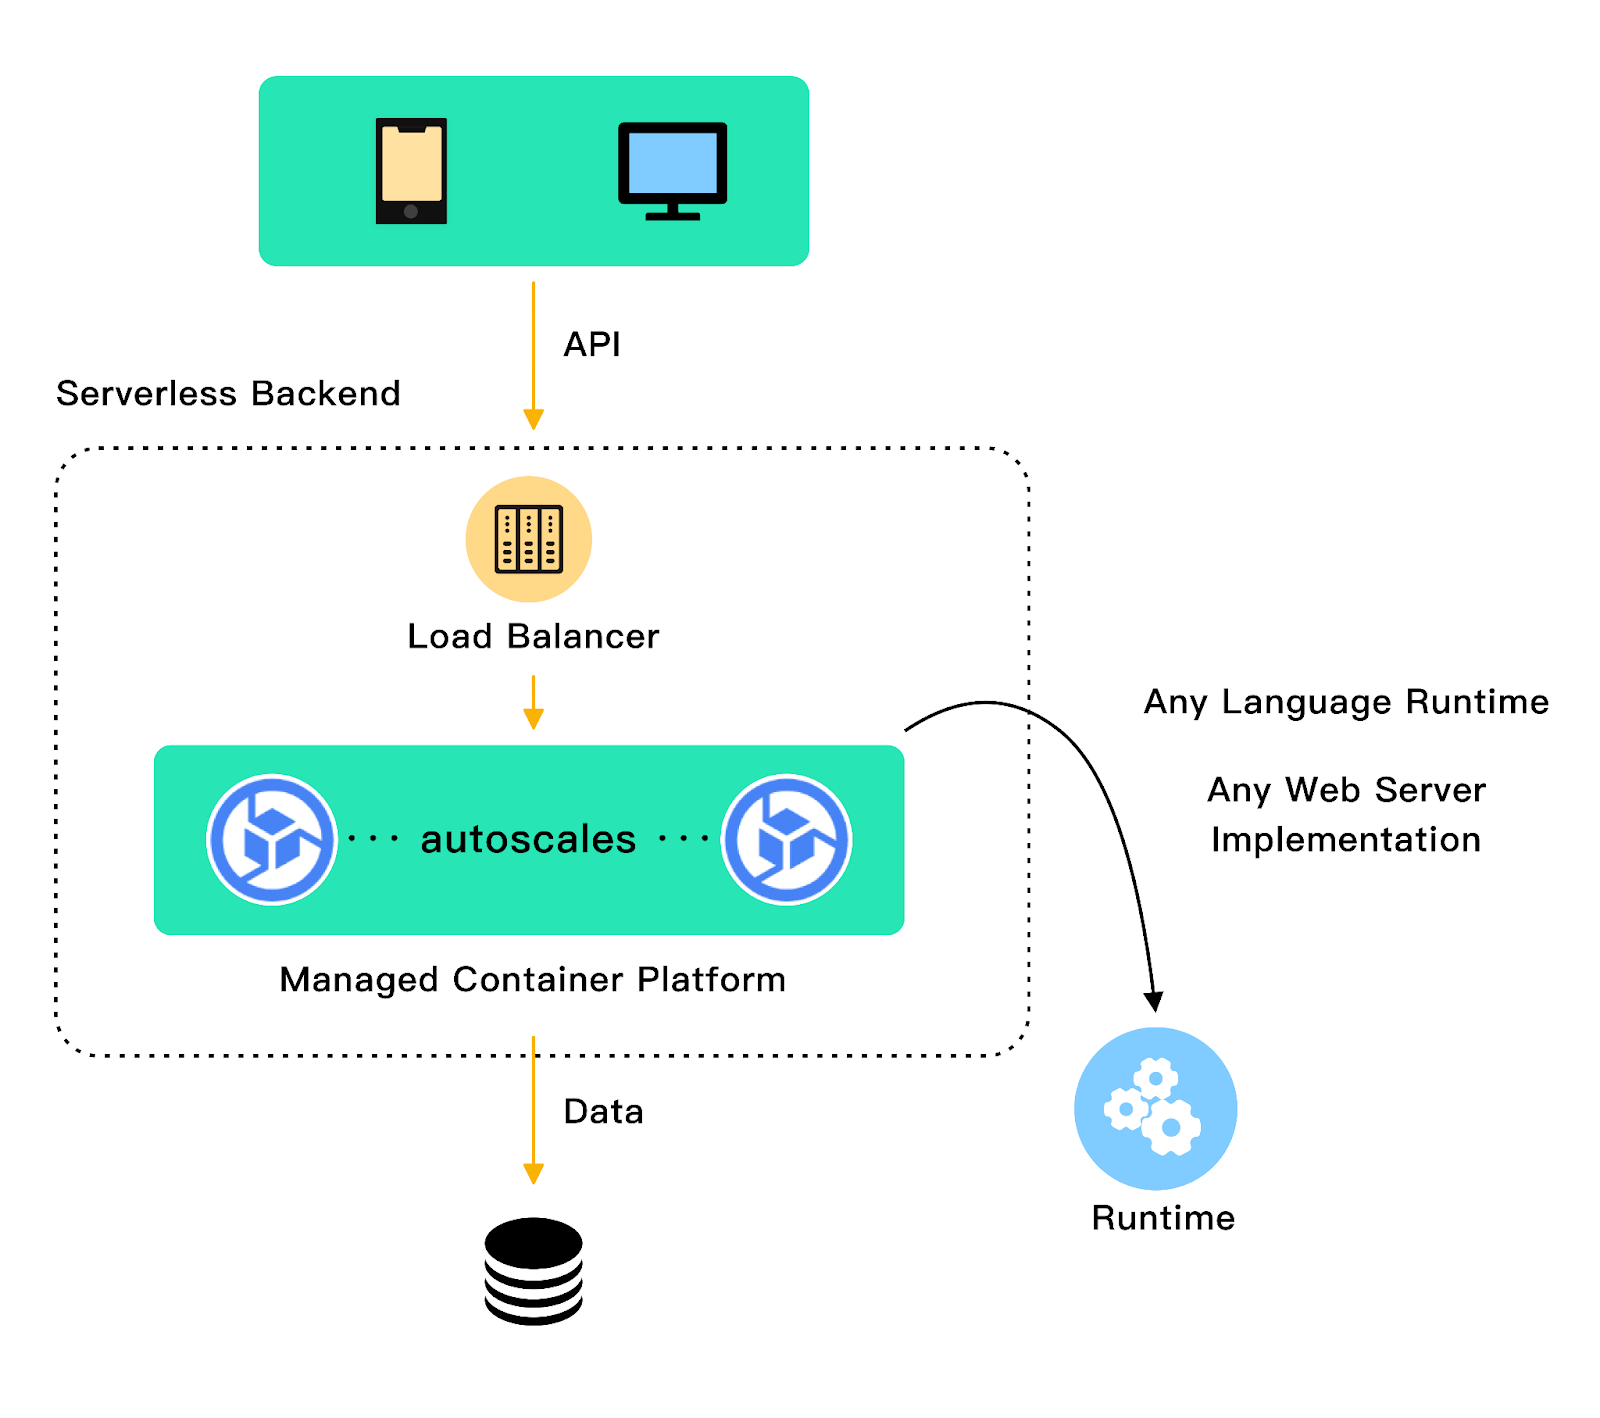 API
Serverless Backend
Load Balancer
Any Language Runtime
Any Web Server
Implementation
··· autoscales ···
Managed Container Platform
Data
Runtime